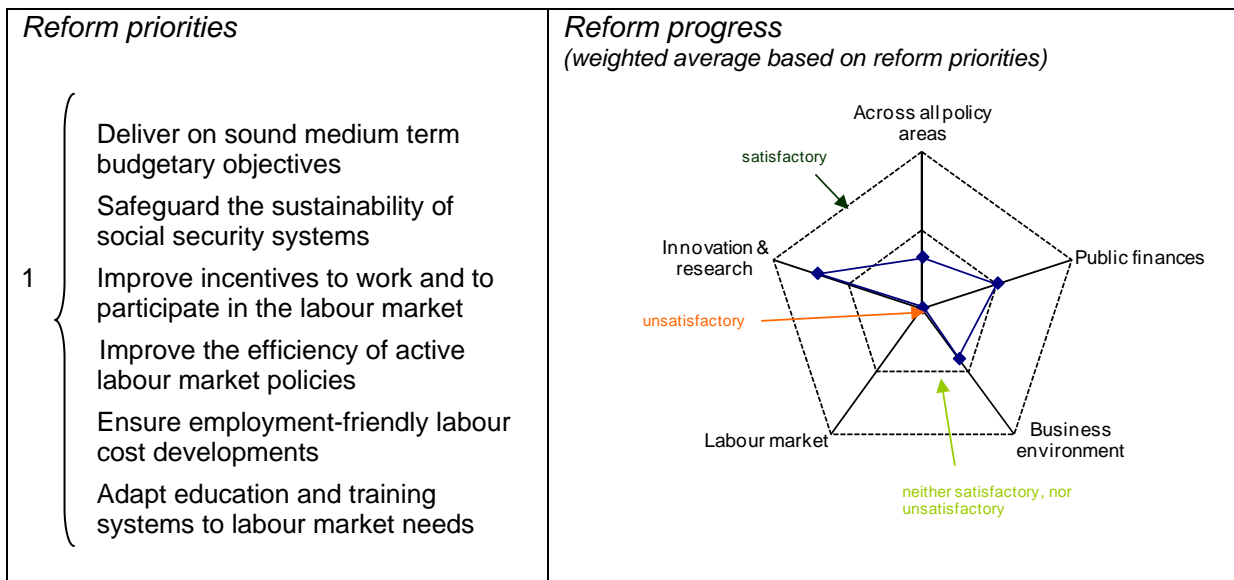 Reform priorities
1
Deliver on sound medium term
budgetary objectives
Safeguard the sustainability of
social security systems
Improve incentives to work and to
participate in the labour market
Improve the efficiency of active
labour market policies
Ensure employment-friendly labour
cost developments
Adapt education and training
systems to labour market needs
Reform progress
(weighted average based on reform priorities)
Across all policy
areas
satisfactory
Innovation &
research
Public finances
unsatisfactory
Labour market
Business
environment
neither satisfactory, nor
unsatisfactory